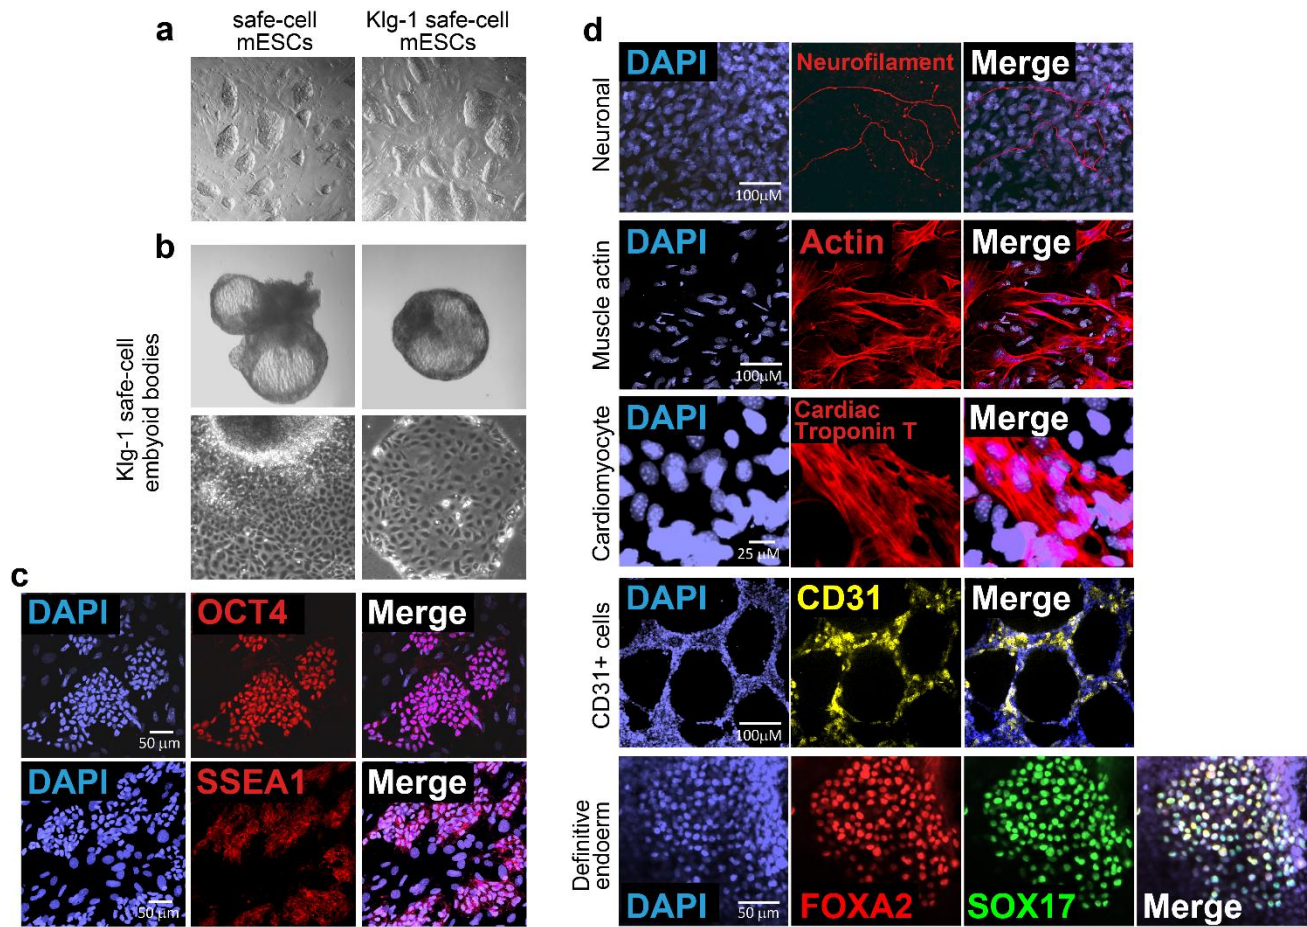 a
safe-cell
mESCs
Klg-1 safe-cell
mESCs
b
Klg-1 safe-cell
embyoid bodies
c
DAPI
OCT4
Merge
50 µm
DAPI
SSEA1
Merge
50 µm
d
Neuronal
DAPI
Neurofilament
Merge
100µM
Muscle actin
DAPI
Actin
Merge
100µM
Cardiomyocyte
DAPI
Cardiac
Troponin T
Merge
25 µM
CD31+ cells
DAPI
CD31
Merge
100µM
Definitive
endoerm
DAPI
50 µm
FOXA2
SOX17
Merge